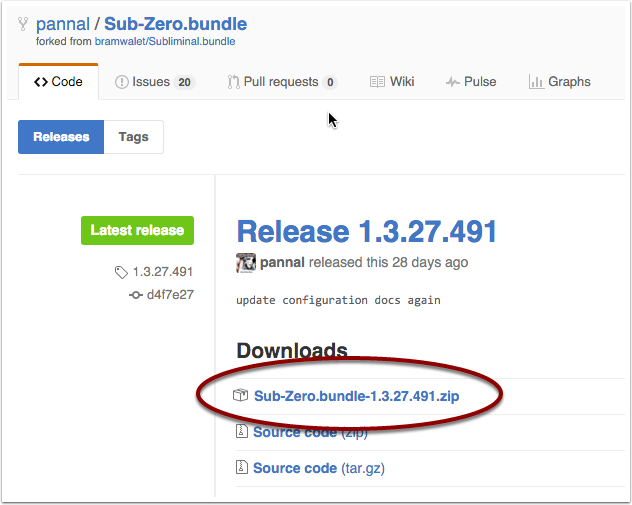 pannal / Sub-Zero.bundle
forked from bramwalet/Subliminal.bundle
Code Issues 20 Pull requests 0 Wiki Pulse Graphs
Releases Tags
Latest release
1.3.27.491
d4f7e27
Release 1.3.27.491
pannal released this 28 days ago
update configuration docs again
Downloads
Sub-Zero.bundle-1.3.27.491.zip
Source code (zip)
Source code (tar.gz)